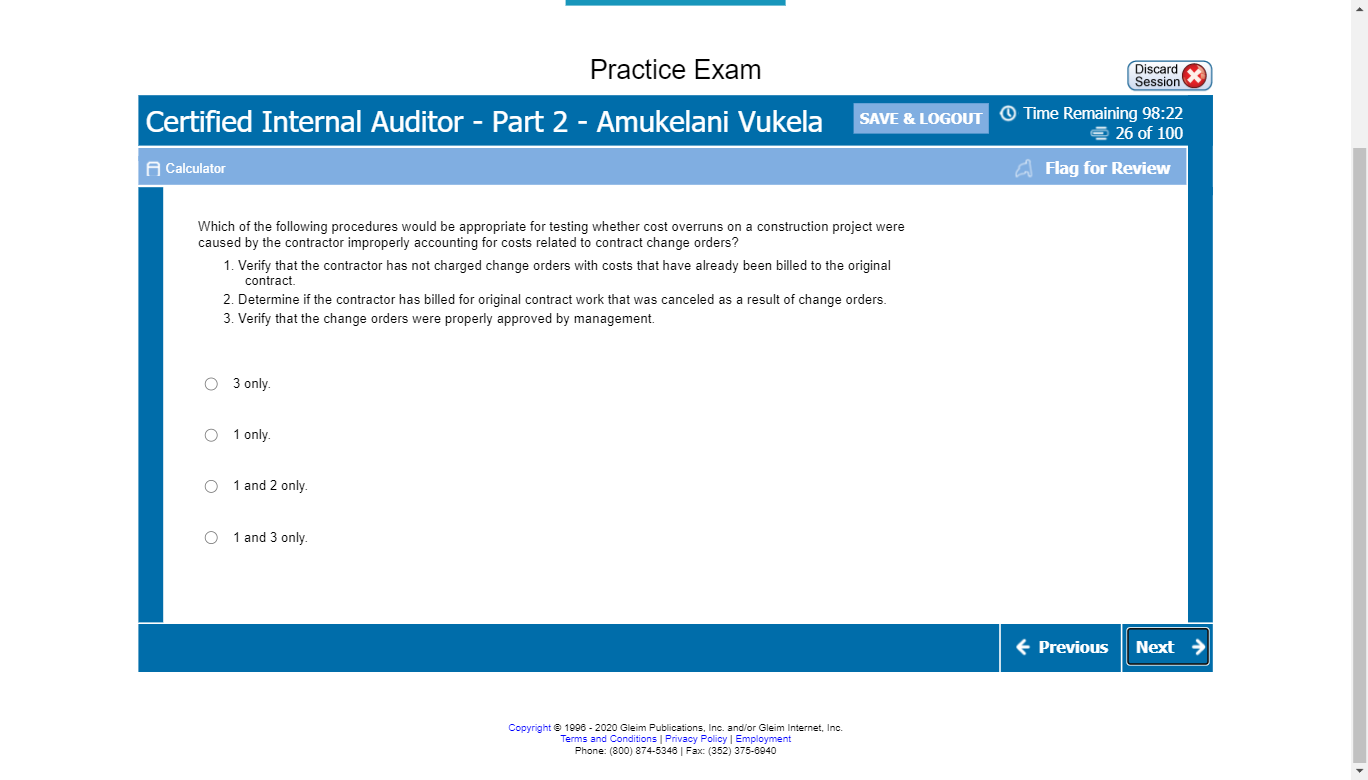 Practice Exam
Discard
Session
Certified Internal Auditor - Part 2 - Amukelani Vukela
SAVE & LOGOUT
Time Remaining 98:22
26 of 100
Calculator
Flag for Review
Which of the following procedures would be appropriate for testing whether cost overruns on a construction project were
caused by the contractor improperly accounting for costs related to contract change orders?
1. Verify that the contractor has not charged change orders with costs that have already been billed to the original
contract.
2. Determine if the contractor has billed for original contract work that was canceled as a result of change orders.
3. Verify that the change orders were properly approved by management.
3 only.
1 only.
1 and 2 only.
1 and 3 only.
Previous
Next
Copyright © 1996 - 2020 Gleim Publications, Inc. and/or Gleim Internet, Inc.
Terms and Conditions | Privacy Policy | Employment
Phone: (800) 874-5346 | Fax: (352) 375-6940